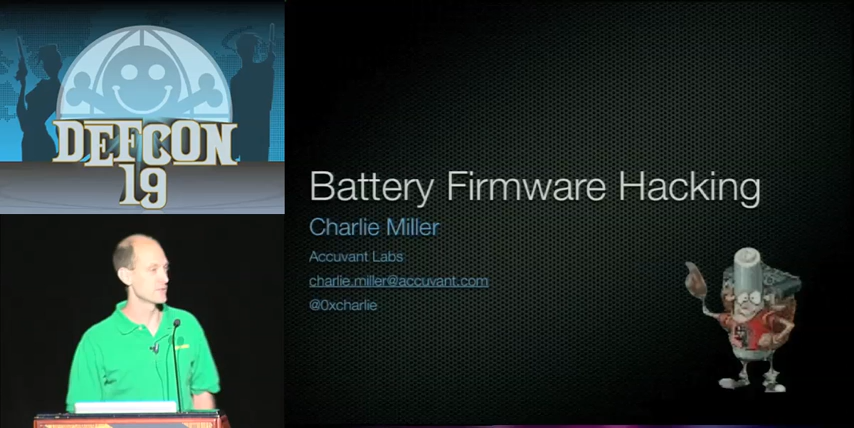 DEFCON
19
Battery Firmware Hacking
Charlie Miller
Accuvant Labs
charlie.miller@accuvant.com
@0xcharlie